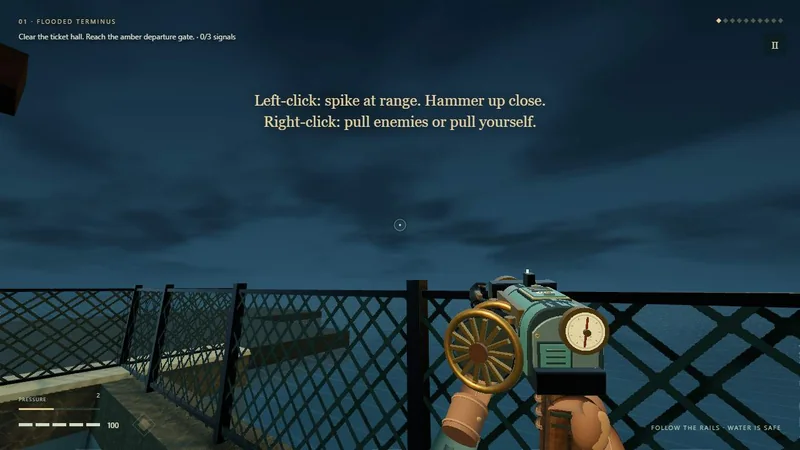 01 · FLOODED TERMINUS
Clear the ticket hall. Reach the amber departure gate. · 0/3 signals
II
Left-click: spike at range. Hammer up close.
Right-click: pull enemies or pull yourself.
PRESSURE
2
100
FOLLOW THE RAILS · WATER IS SAFE